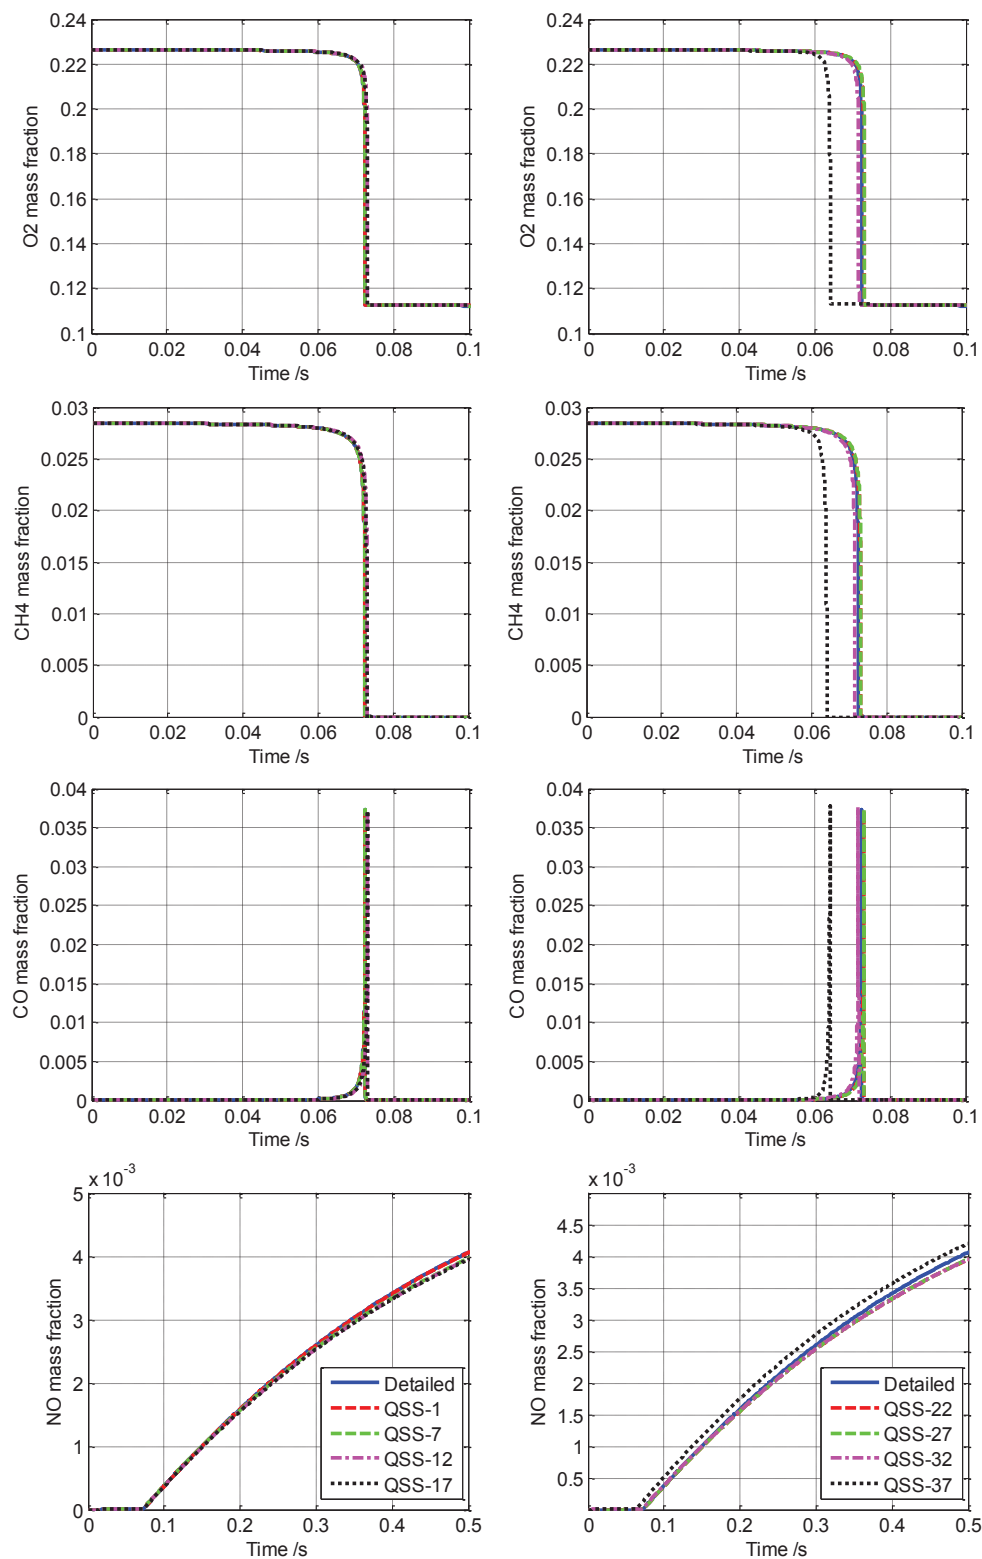 0.24
0.22
0.2
0.18
0.16
0.14
0.12
0.1
O2 mass fraction
0 0.02 0.04 0.06 0.08 0.1
Time /s
0.24
0.22
0.2
0.18
0.16
0.14
0.12
0.1
O2 mass fraction
0 0.02 0.04 0.06 0.08 0.1
Time /s
0.03
0.025
0.02
0.015
0.01
0.005
0
CH4 mass fraction
0 0.02 0.04 0.06 0.08 0.1
Time /s
0.03
0.025
0.02
0.015
0.01
0.005
0
CH4 mass fraction
0 0.02 0.04 0.06 0.08 0.1
Time /s
0.04
0.035
0.03
0.025
0.02
0.015
0.01
0.005
0
CO mass fraction
0 0.02 0.04 0.06 0.08 0.1
Time /s
0.04
0.035
0.03
0.025
0.02
0.015
0.01
0.005
0
CO mass fraction
0 0.02 0.04 0.06 0.08 0.1
Time /s
x 10⁻³
5
4
3
2
1
0
NO mass fraction
Detailed
QSS-1
QSS-7
QSS-12
QSS-17
0 0.1 0.2 0.3 0.4 0.5
Time /s
x 10⁻³
4.5
4
3.5
3
2.5
2
1.5
1
0.5
NO mass fraction
Detailed
QSS-22
QSS-27
QSS-32
QSS-37
0 0.1 0.2 0.3 0.4 0.5
Time /s